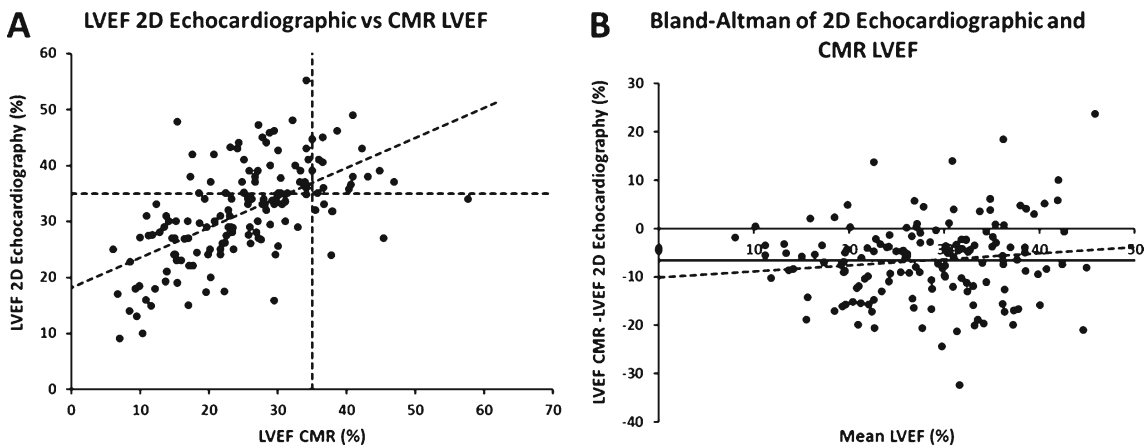 A
LVEF 2D Echocardiographic vs CMR LVEF
60
50
40
30
20
10
0
LVEF 2D Echocardiography (%)
0 10 20 30 40 50 60 70
LVEF CMR (%)
B
Bland-Altman of 2D Echocardiographic and
CMR LVEF
30
20
10
0
-10
-20
-30
-40
LVEF CMR -LVEF 2D Echocardiography (%)
0 10 20 30 40 50
Mean LVEF (%)